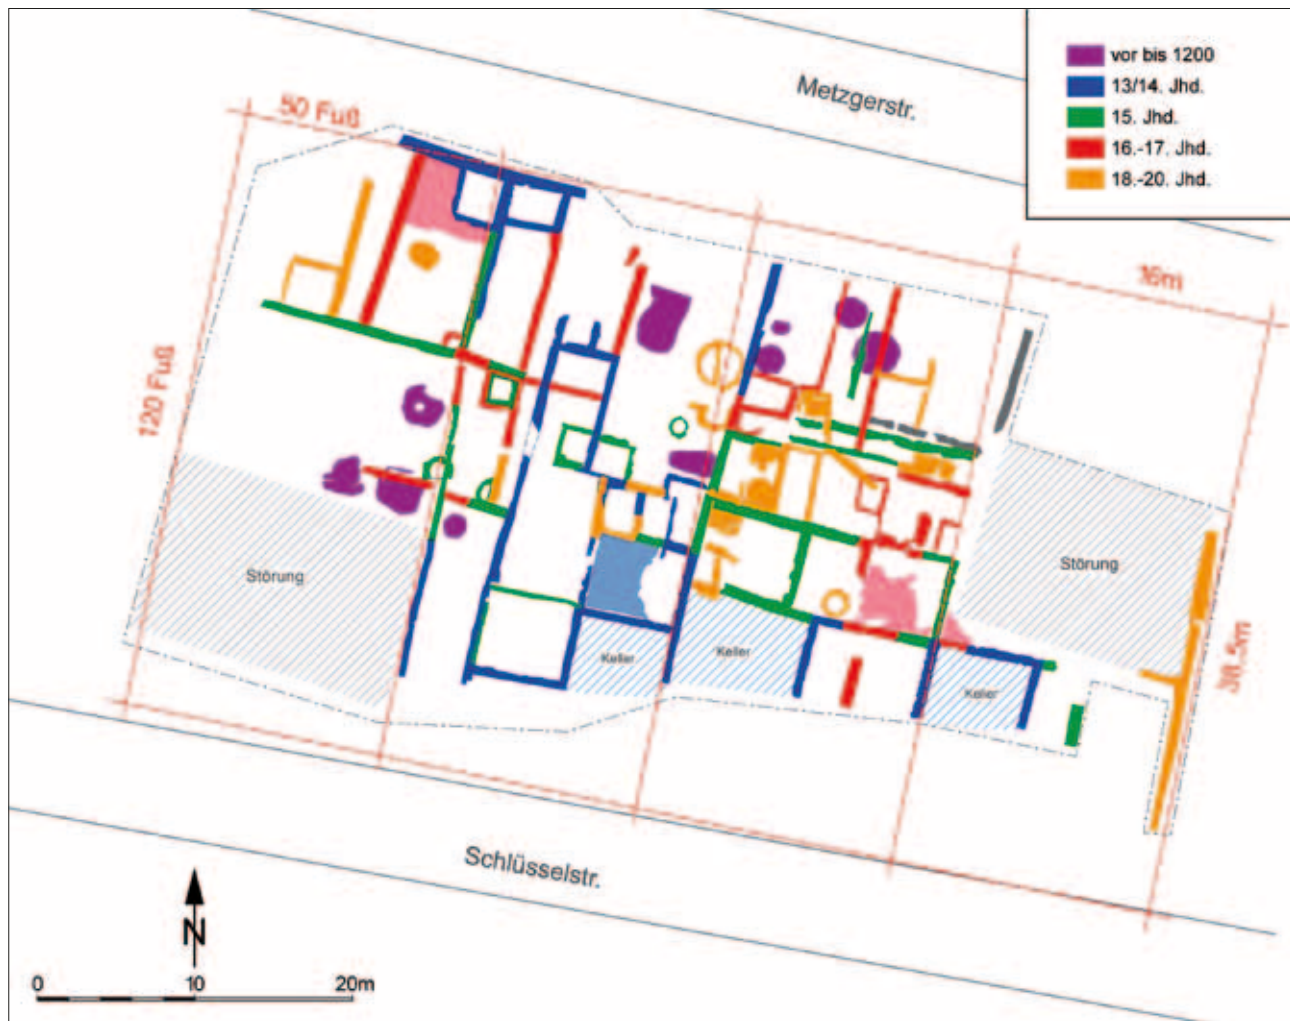 vor bis 1200
13/14. Jhd.
15. Jhd.
16.-17. Jhd.
18.-20. Jhd.
Metzgerstr.
50 Fuß
16m
120 Fuß
Störung
Störung
Keller
Keller
Keller
38,5m
Schlüsselstr.
N
0 10 20m